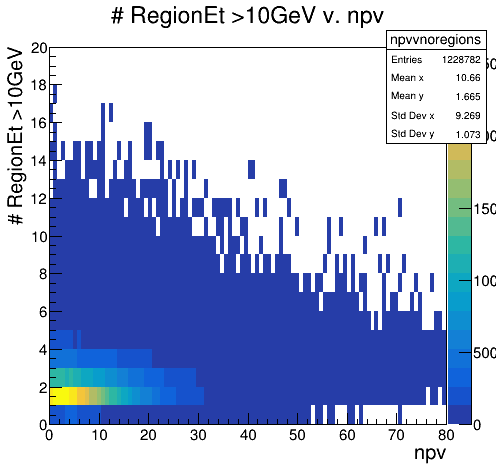 # RegionEt >10GeV v. npv
npvvnoregions
Entries 1228782
Mean x 10.66
Mean y 1.665
Std Dev x 9.269
Std Dev y 1.073
# RegionEt >10GeV
20
18
16
14
12
10
8
6
4
2
0
0 10 20 30 40 50 60 70 80
npv
150
100
50
0